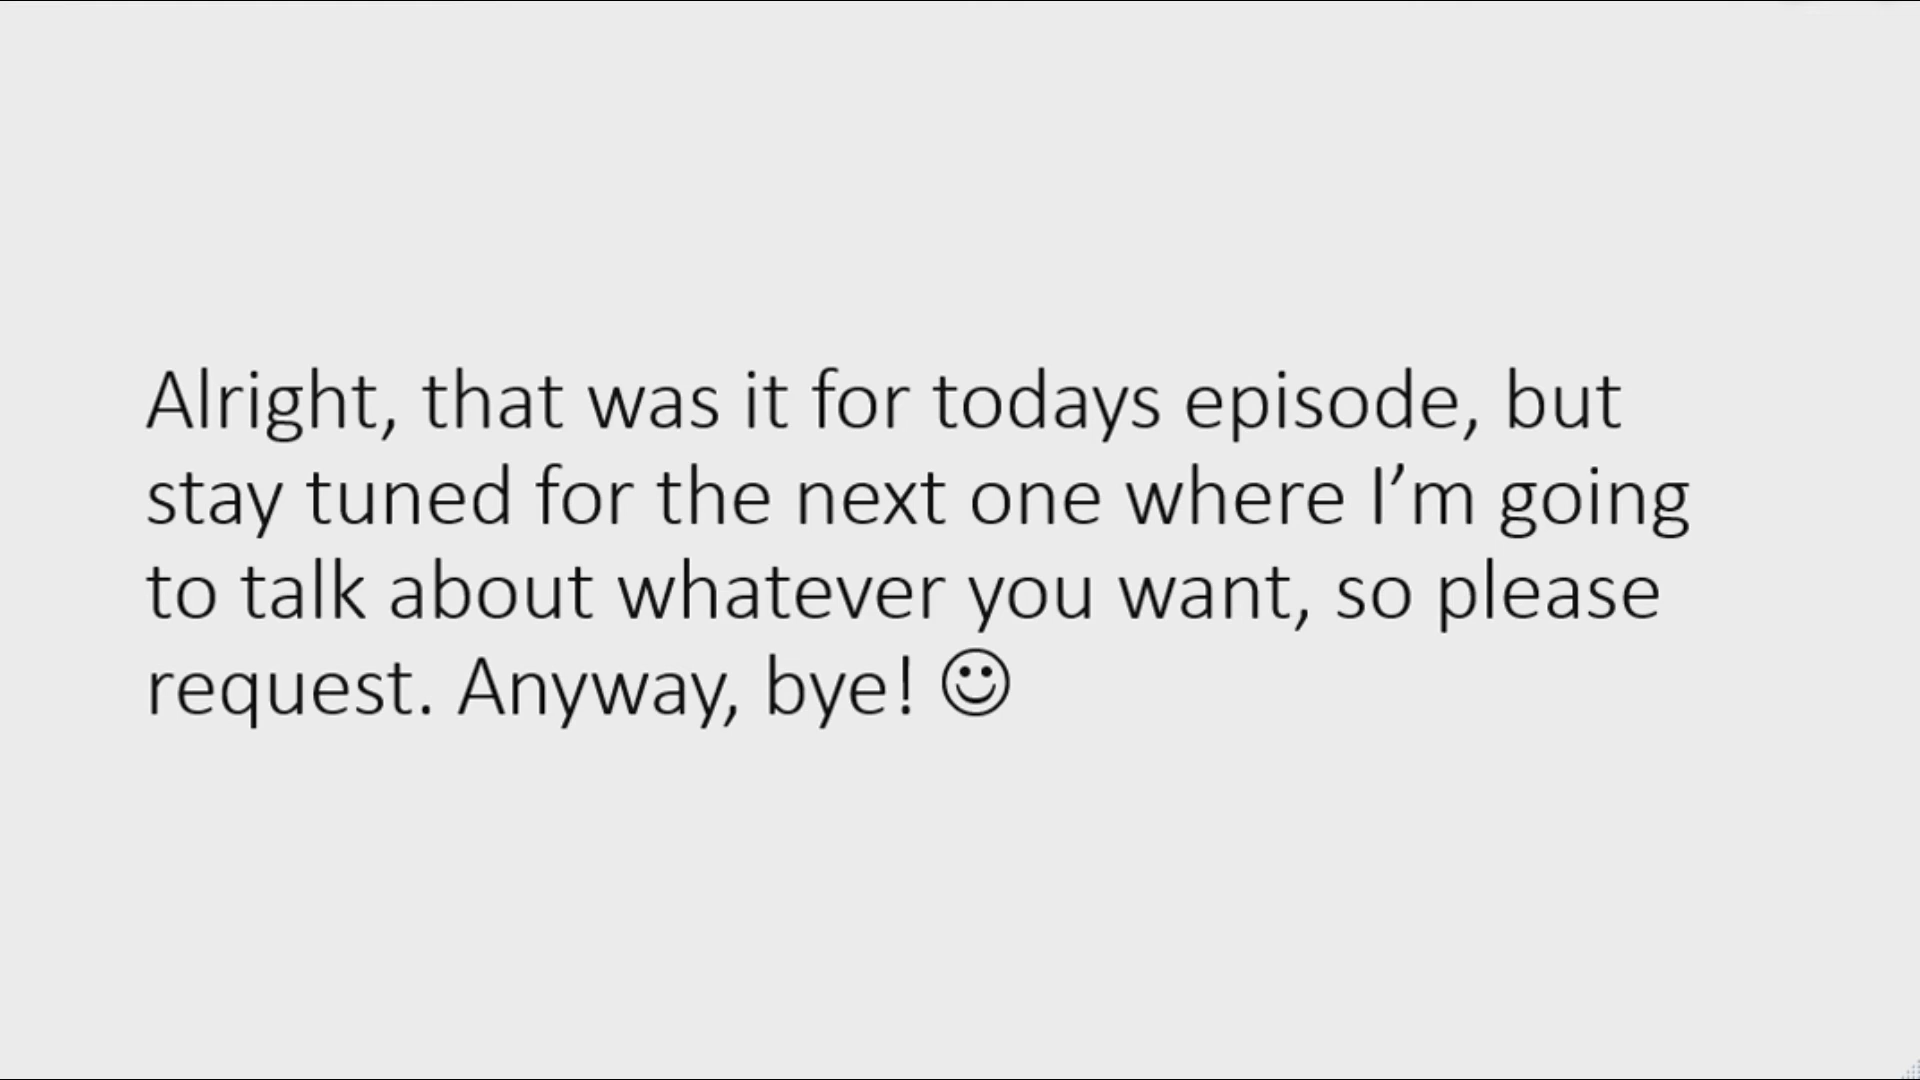 Alright, that was it for todays episode, but
stay tuned for the next one where I’m going
to talk about whatever you want, so please
request. Anyway, bye! ☺